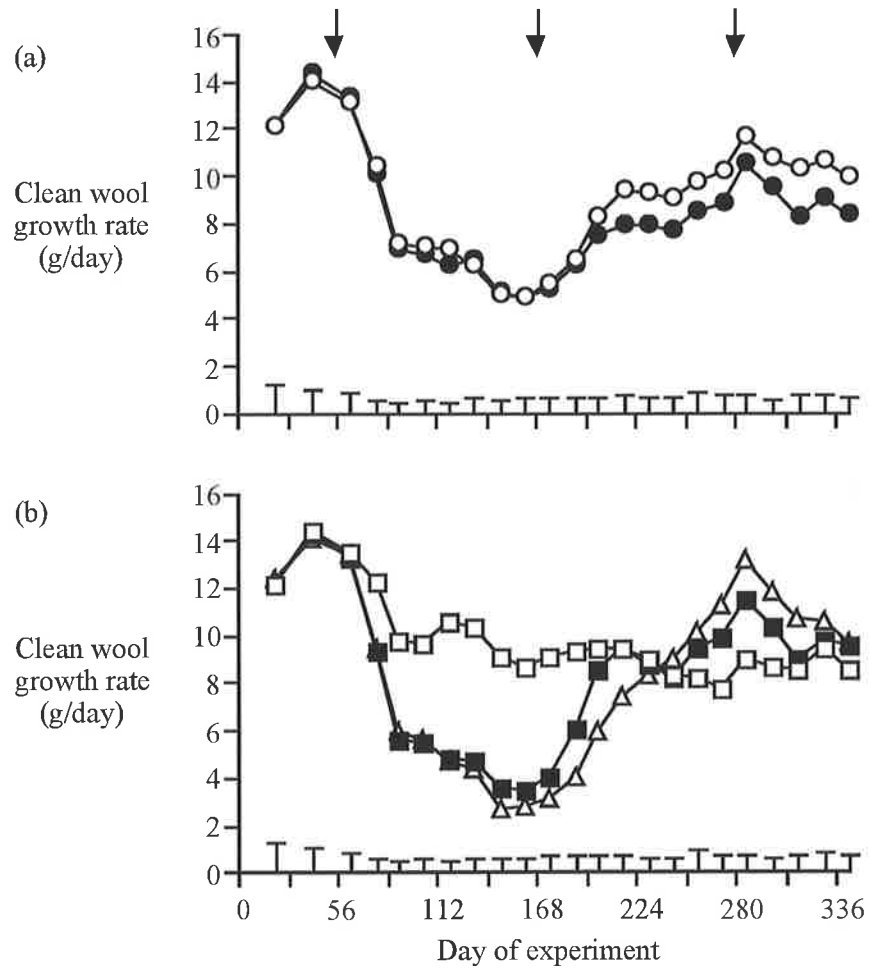 (a)
16
14
12
10
8
6
4
2
0
Clean wool
growth rate
(g/day)
(b)
16
14
12
10
8
6
4
2
0
Clean wool
growth rate
(g/day)
0 56 112 168 224 280 336
Day of experiment